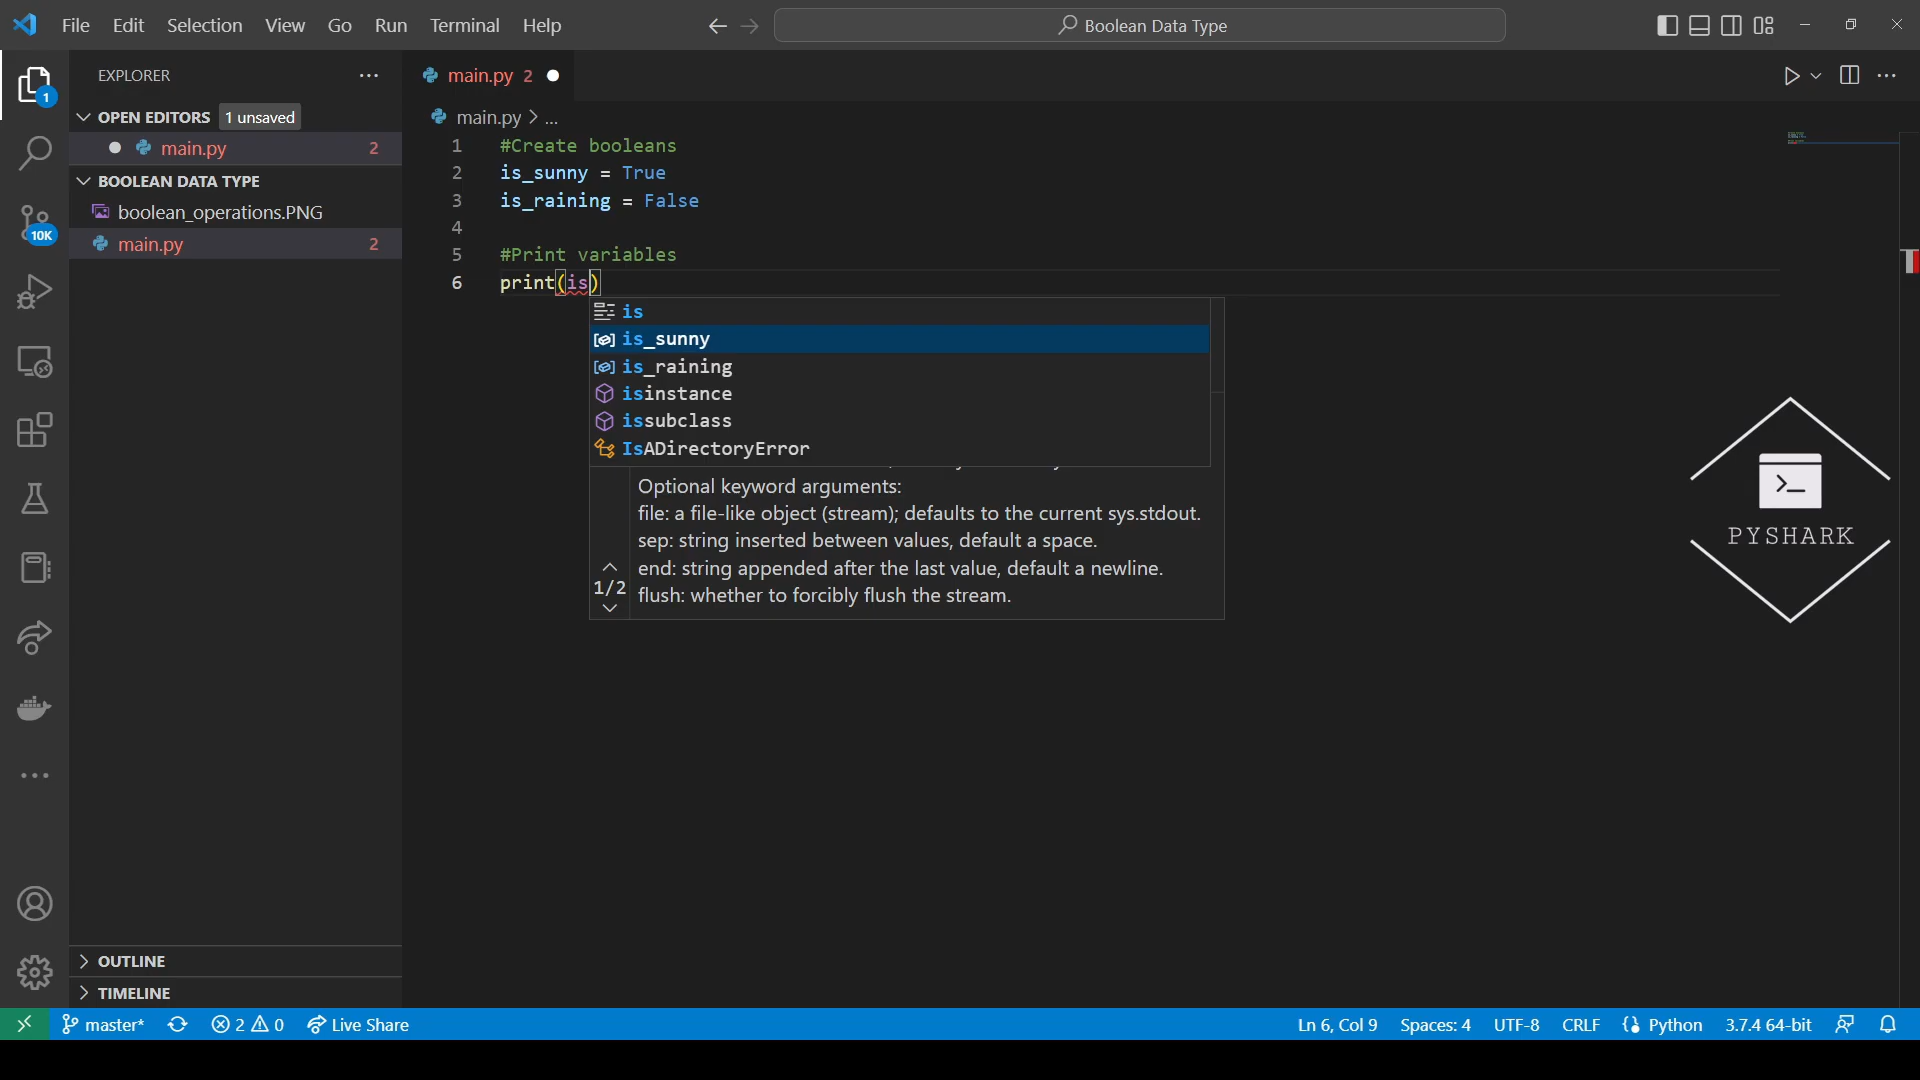 File Edit Selection View Go Run Terminal Help
Boolean Data Type
EXPLORER
OPEN EDITORS 1 unsaved
main.py 2
BOOLEAN DATA TYPE
boolean_operations.PNG
main.py 2
OUTLINE
TIMELINE
1
10K
main.py 2
main.py > ...
1 #Create booleans
2 is_sunny = True
3 is_raining = False
4
5 #Print variables
6 print(is)
is
is_sunny
is_raining
isinstance
issubclass
IsADirectoryError
Optional keyword arguments:
file: a file-like object (stream); defaults to the current sys.stdout.
sep: string inserted between values, default a space.
end: string appended after the last value, default a newline.
1/2
flush: whether to forcibly flush the stream.
PYSHARK
master* 2 0 Live Share Ln 6, Col 9 Spaces: 4 UTF-8 CRLF Python 3.7.4 64-bit